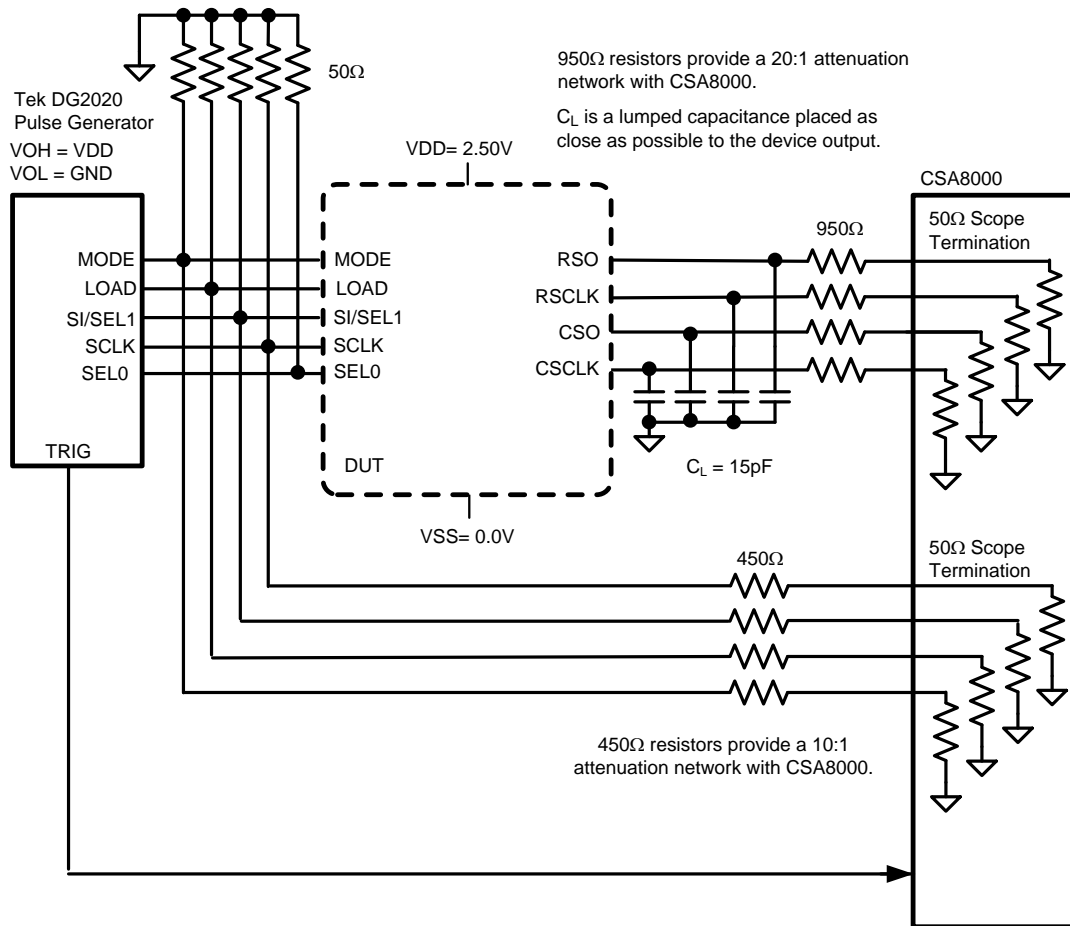 50Ω
950Ω resistors provide a 20:1 attenuation
network with CSA8000.
C_L is a lumped capacitance placed as
close as possible to the device output.
Tek DG2020
Pulse Generator
VOH = VDD
VOL = GND
VDD= 2.50V
CSA8000
50Ω Scope
Termination
950Ω
MODE
LOAD
SI/SEL1
SCLK
SEL0
TRIG
MODE
LOAD
SI/SEL1
SCLK
SEL0
DUT
RSO
RSCLK
CSO
CSCLK
C_L = 15pF
VSS= 0.0V
50Ω Scope
Termination
450Ω
450Ω resistors provide a 10:1
attenuation network with CSA8000.